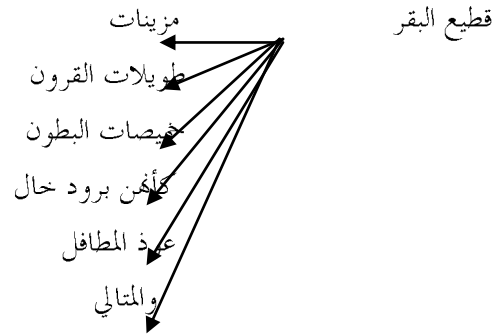 قطيع البقر
مزينات
طويلات القرون
خميصات البطون
كأنهن برود خال
عوذ المطافل
والمتالي